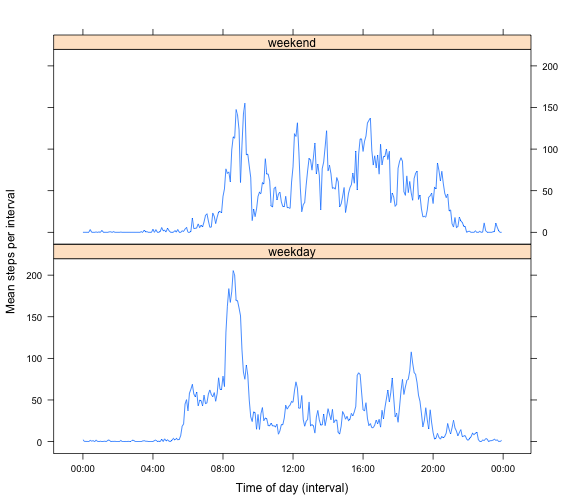 weekend
200
150
100
50
0
weekday
200
150
100
50
0
00:00 04:00 08:00 12:00 16:00 20:00 00:00
Time of day (interval)
Mean steps per interval